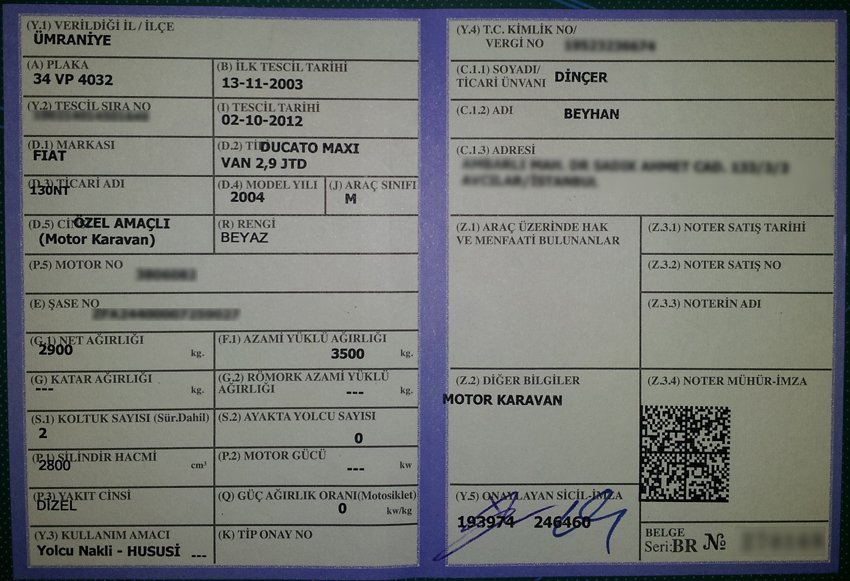 (Y.1) VERİLDİĞİ İL / İLÇE
ÜMRANİYE
(A) PLAKA
34 VP 4032
(B) İLK TESCİL TARİHİ
13-11-2003
(Y.2) TESCİL SIRA NO
(I) TESCİL TARİHİ
02-10-2012
(D.1) MARKASI
FIAT
(D.2) TİPİ
DUCATO MAXI
VAN 2,9 JTD
(D.3) TİCARİ ADI
130NT
(D.4) MODEL YILI
2004
(J) ARAÇ SINIFI
M
(D.5) CİNSİ
ÖZEL AMAÇLI
(Motor Karavan)
(R) RENGİ
BEYAZ
(P.5) MOTOR NO
(E) ŞASE NO
(G.1) NET AĞIRLIĞI
2900 kg.
(F.1) AZAMİ YÜKLÜ AĞIRLIĞI
3500 kg.
(G) KATAR AĞIRLIĞI
--- kg.
(G.2) RÖMORK AZAMİ YÜKLÜ
AĞIRLIĞI --- kg.
(S.1) KOLTUK SAYISI (Sür.Dahil)
2
(S.2) AYAKTA YOLCU SAYISI
0
(P.1) SİLİNDİR HACMİ
2800 cm³
(P.2) MOTOR GÜCÜ
--- kw
(P.3) YAKIT CİNSİ
DİZEL
(Q) GÜÇ AĞIRLIK ORANI(Motosiklet)
0 kw/kg
(Y.3) KULLANIM AMACI
Yolcu Nakli - HUSUSİ ---
(K) TİP ONAY NO
(Y.4) T.C. KİMLİK NO/
VERGİ NO
(C.1.1) SOYADI/
TİCARİ ÜNVANI DİNÇER
(C.1.2) ADI BEYHAN
(C.1.3) ADRESİ
(Z.1) ARAÇ ÜZERİNDE HAK
VE MENFAATİ BULUNANLAR
(Z.3.1) NOTER SATIŞ TARİHİ
(Z.3.2) NOTER SATIŞ NO
(Z.3.3) NOTERİN ADI
(Z.2) DİĞER BİLGİLER
MOTOR KARAVAN
(Z.3.4) NOTER MÜHÜR-İMZA
(Y.5) ONAYLAYAN SİCİL-İMZA
193974 246460
BELGE
Seri:BR №